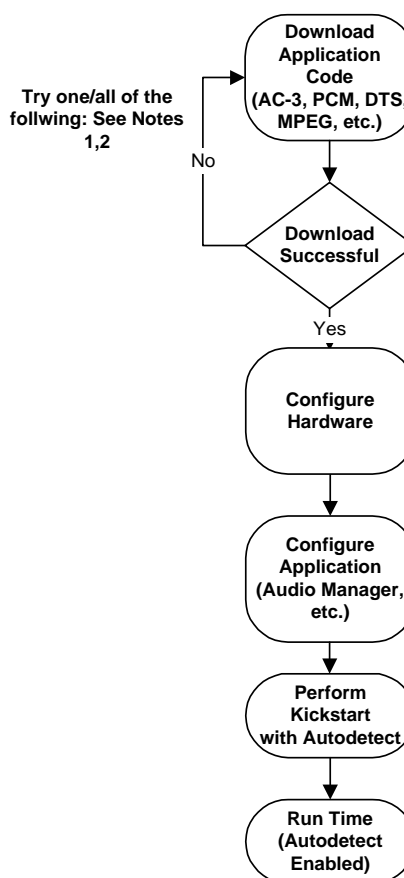 Download
Application
Code
(AC-3, PCM, DTS,
MPEG, etc.)
Try one/all of the
follwing: See Notes
1,2
No
Download
Successful
Yes
Configure
Hardware
Configure
Application
(Audio Manager,
etc.)
Perform
Kickstart
with Autodetect
Run Time
(Autodetect
Enabled)